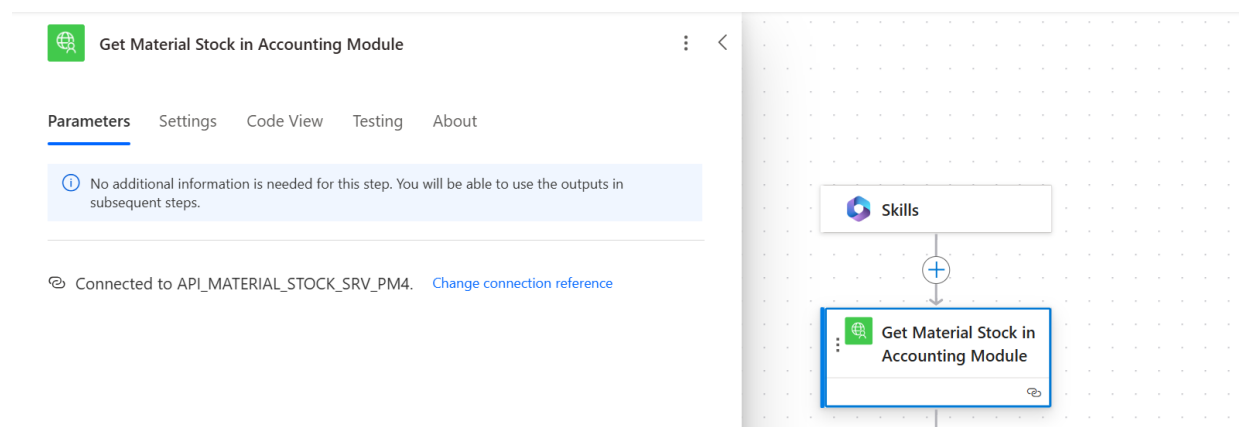 Get Material Stock in Accounting Module
Parameters Settings Code View Testing About
No additional information is needed for this step. You will be able to use the outputs in
subsequent steps.
Connected to API_MATERIAL_STOCK_SRV_PM4. Change connection reference
Skills
Get Material Stock in
Accounting Module